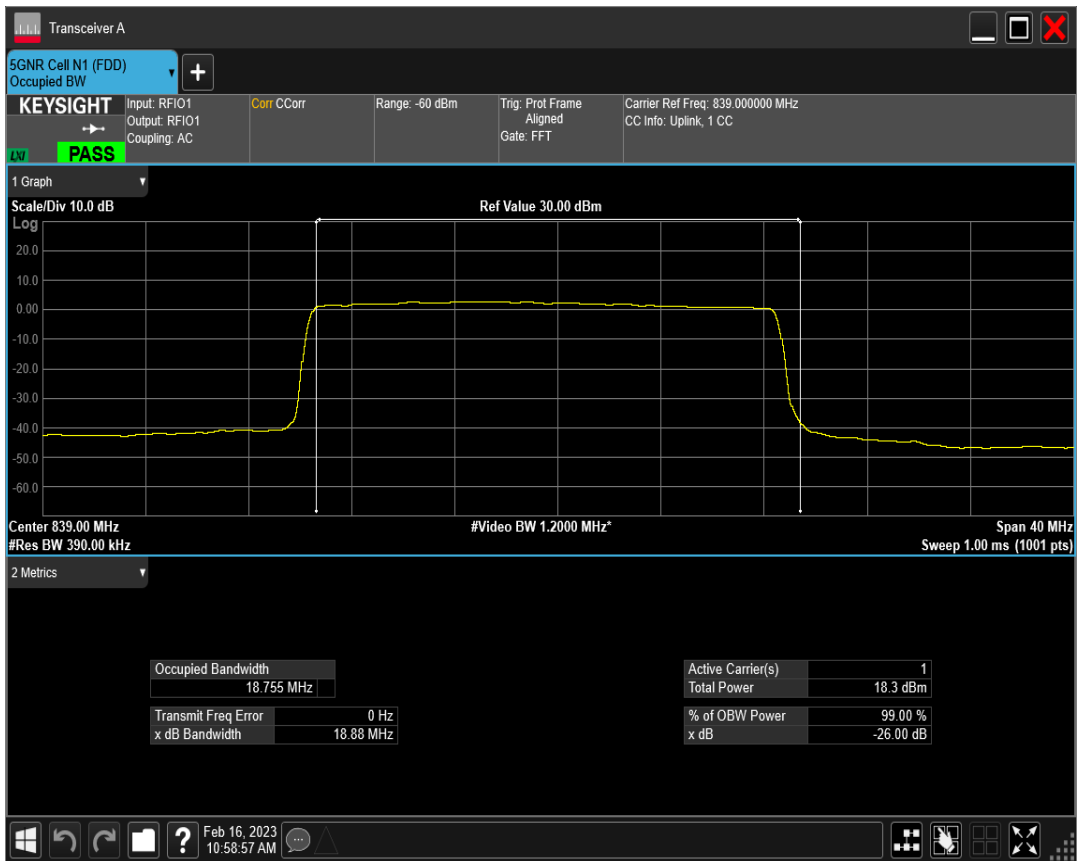 Transceiver A
5GNR Cell N1 (FDD)
Occupied BW
+
KEYSIGHT
LXI
PASS
Input: RFIO1
Output: RFIO1
Coupling: AC
Corr CCorr
Range: -60 dBm
Trig: Prot Frame
Aligned
Gate: FFT
Carrier Ref Freq: 839.000000 MHz
CC Info: Uplink, 1 CC
1 Graph
Scale/Div 10.0 dB
Ref Value 30.00 dBm
Log
20.0
10.0
0.00
-10.0
-20.0
-30.0
-40.0
-50.0
-60.0
Center 839.00 MHz
#Video BW 1.2000 MHz*
Span 40 MHz
#Res BW 390.00 kHz
Sweep 1.00 ms (1001 pts)
2 Metrics
Occupied Bandwidth
18.755 MHz
Transmit Freq Error 0 Hz
x dB Bandwidth 18.88 MHz
Active Carrier(s) 1
Total Power 18.3 dBm
% of OBW Power 99.00 %
x dB -26.00 dB
?
Feb 16, 2023
10:58:57 AM